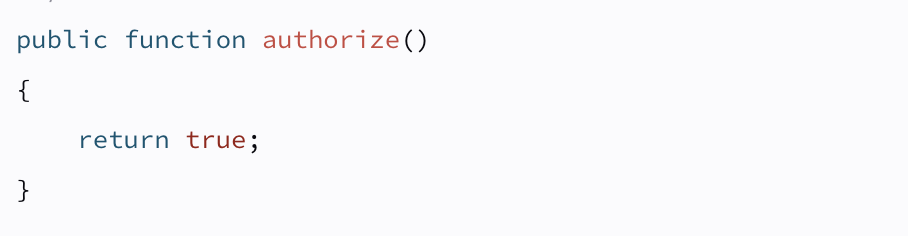 public function authorize()
{
    return true;
}